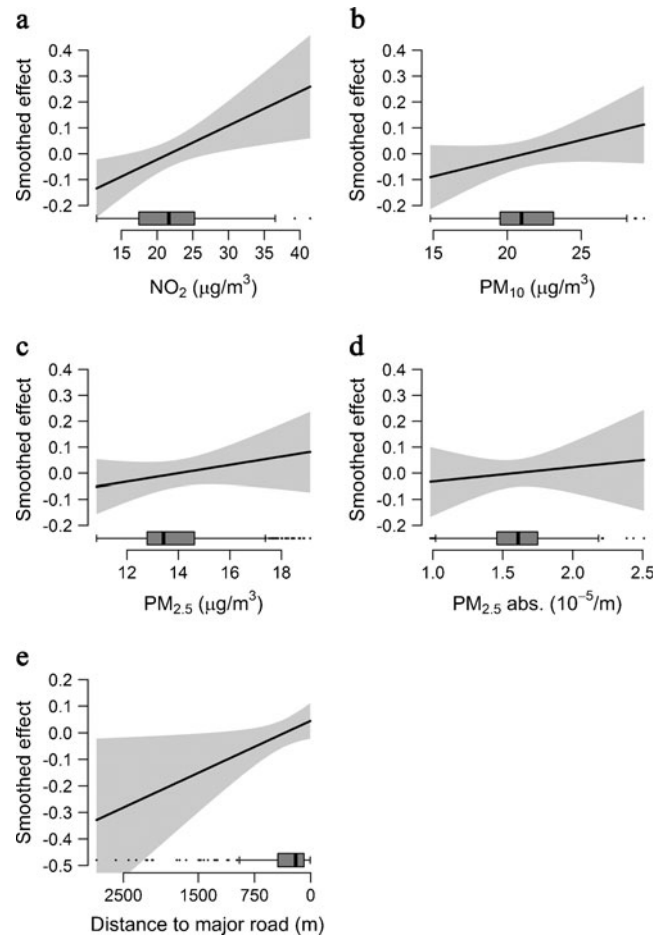 a
b
Smoothed effect
0.4
0.3
0.2
0.1
0.0
-0.1
-0.2
15 20 25 30 35 40
NO₂ (μg/m³)
Smoothed effect
0.4
0.3
0.2
0.1
0.0
-0.1
-0.2
15 20 25
PM₁₀ (μg/m³)
c
d
Smoothed effect
0.4
0.3
0.2
0.1
0.0
-0.1
-0.2
12 14 16 18
PM₂.₅ (μg/m³)
Smoothed effect
0.4
0.3
0.2
0.1
0.0
-0.1
-0.2
1.0 1.5 2.0 2.5
PM₂.₅ abs. (10⁻⁵/m)
e
Smoothed effect
0.2
0.1
0.0
-0.1
-0.2
-0.3
-0.4
-0.5
2500 1500 750 0
Distance to major road (m)